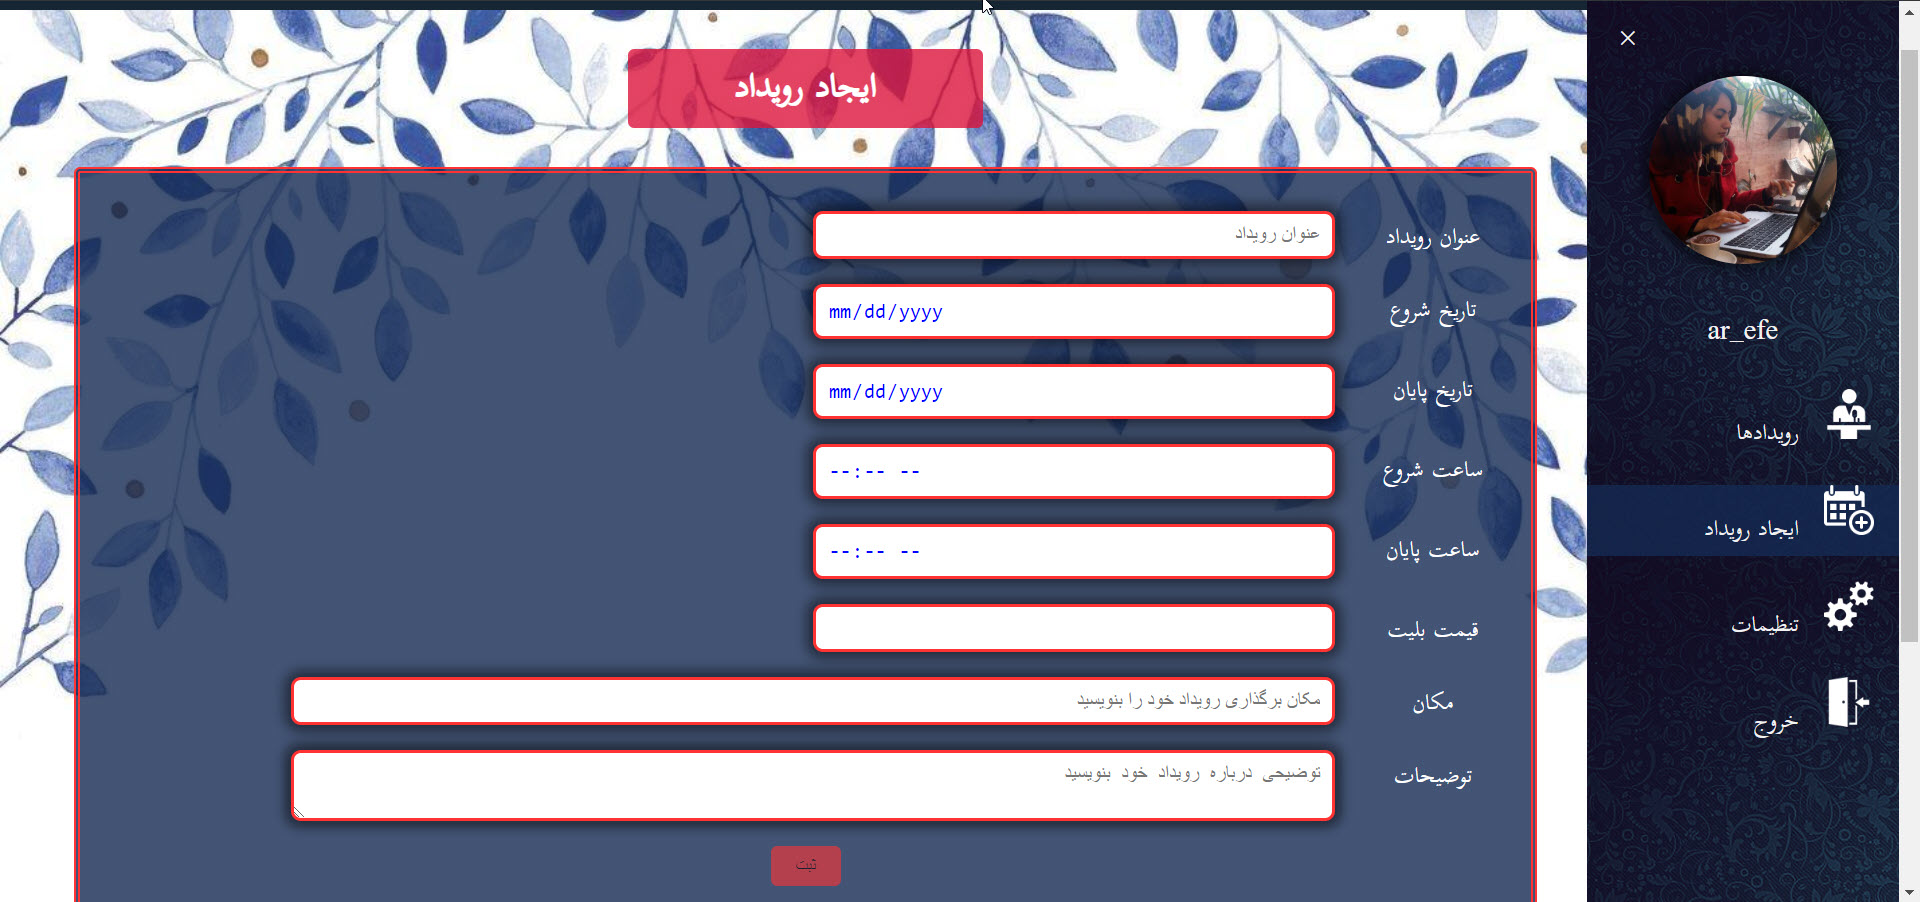 ایجاد رویداد
عنوان رویداد
عنوان رویداد
تاریخ شروع
mm/dd/yyyy
تاریخ پایان
mm/dd/yyyy
ساعت شروع
--:-- --
ساعت پایان
--:-- --
قیمت بلیت
مکان
مکان برگذاری رویداد خود را بنویسید
توضیحات
توضیحی درباره رویداد خود بنویسید
ثبت
ar_efe
رویدادها
ایجاد رویداد
تنظیمات
خروج